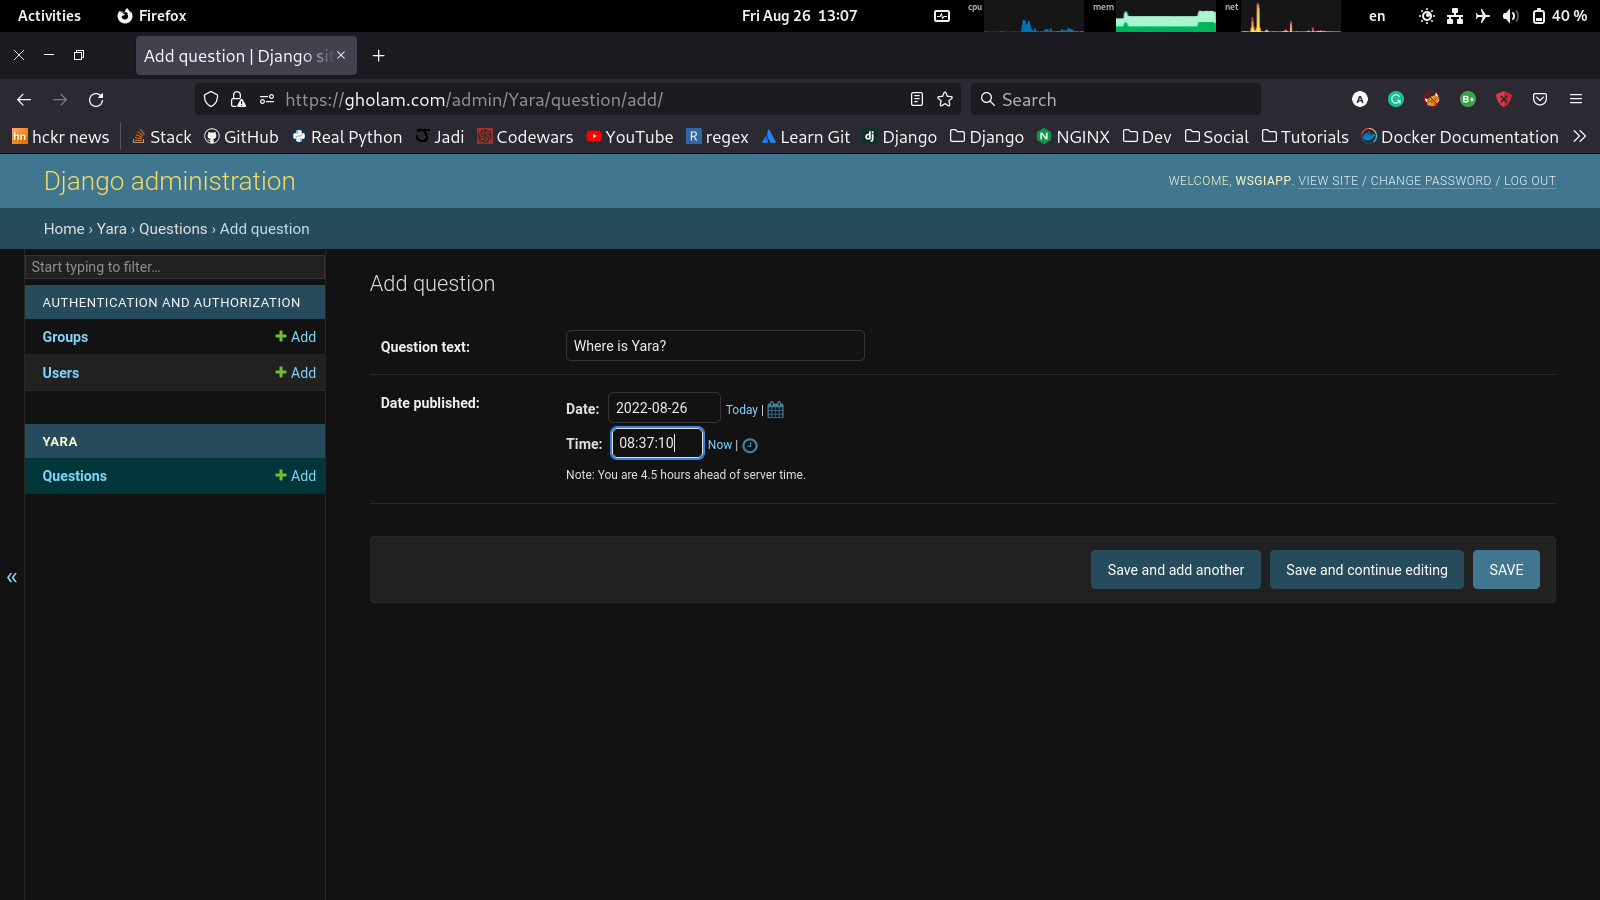 Activities Firefox Fri Aug 26 13:07 cpu mem net en 40 %
Add question | Django sit
https://gholam.com/admin/Yara/question/add/ Search
hckr news Stack GitHub Real Python Jadi Codewars YouTube regex Learn Git Django Django NGINX Dev Social Tutorials Docker Documentation
Django administration WELCOME, WSGIAPP. VIEW SITE / CHANGE PASSWORD / LOG OUT
Home › Yara › Questions › Add question
Start typing to filter…
AUTHENTICATION AND AUTHORIZATION
Groups Add
Users Add
YARA
Questions Add
«
Add question
Question text: Where is Yara?
Date published:
Date: 2022-08-26 Today |
Time: 08:37:10 Now |
Note: You are 4.5 hours ahead of server time.
Save and add another Save and continue editing SAVE